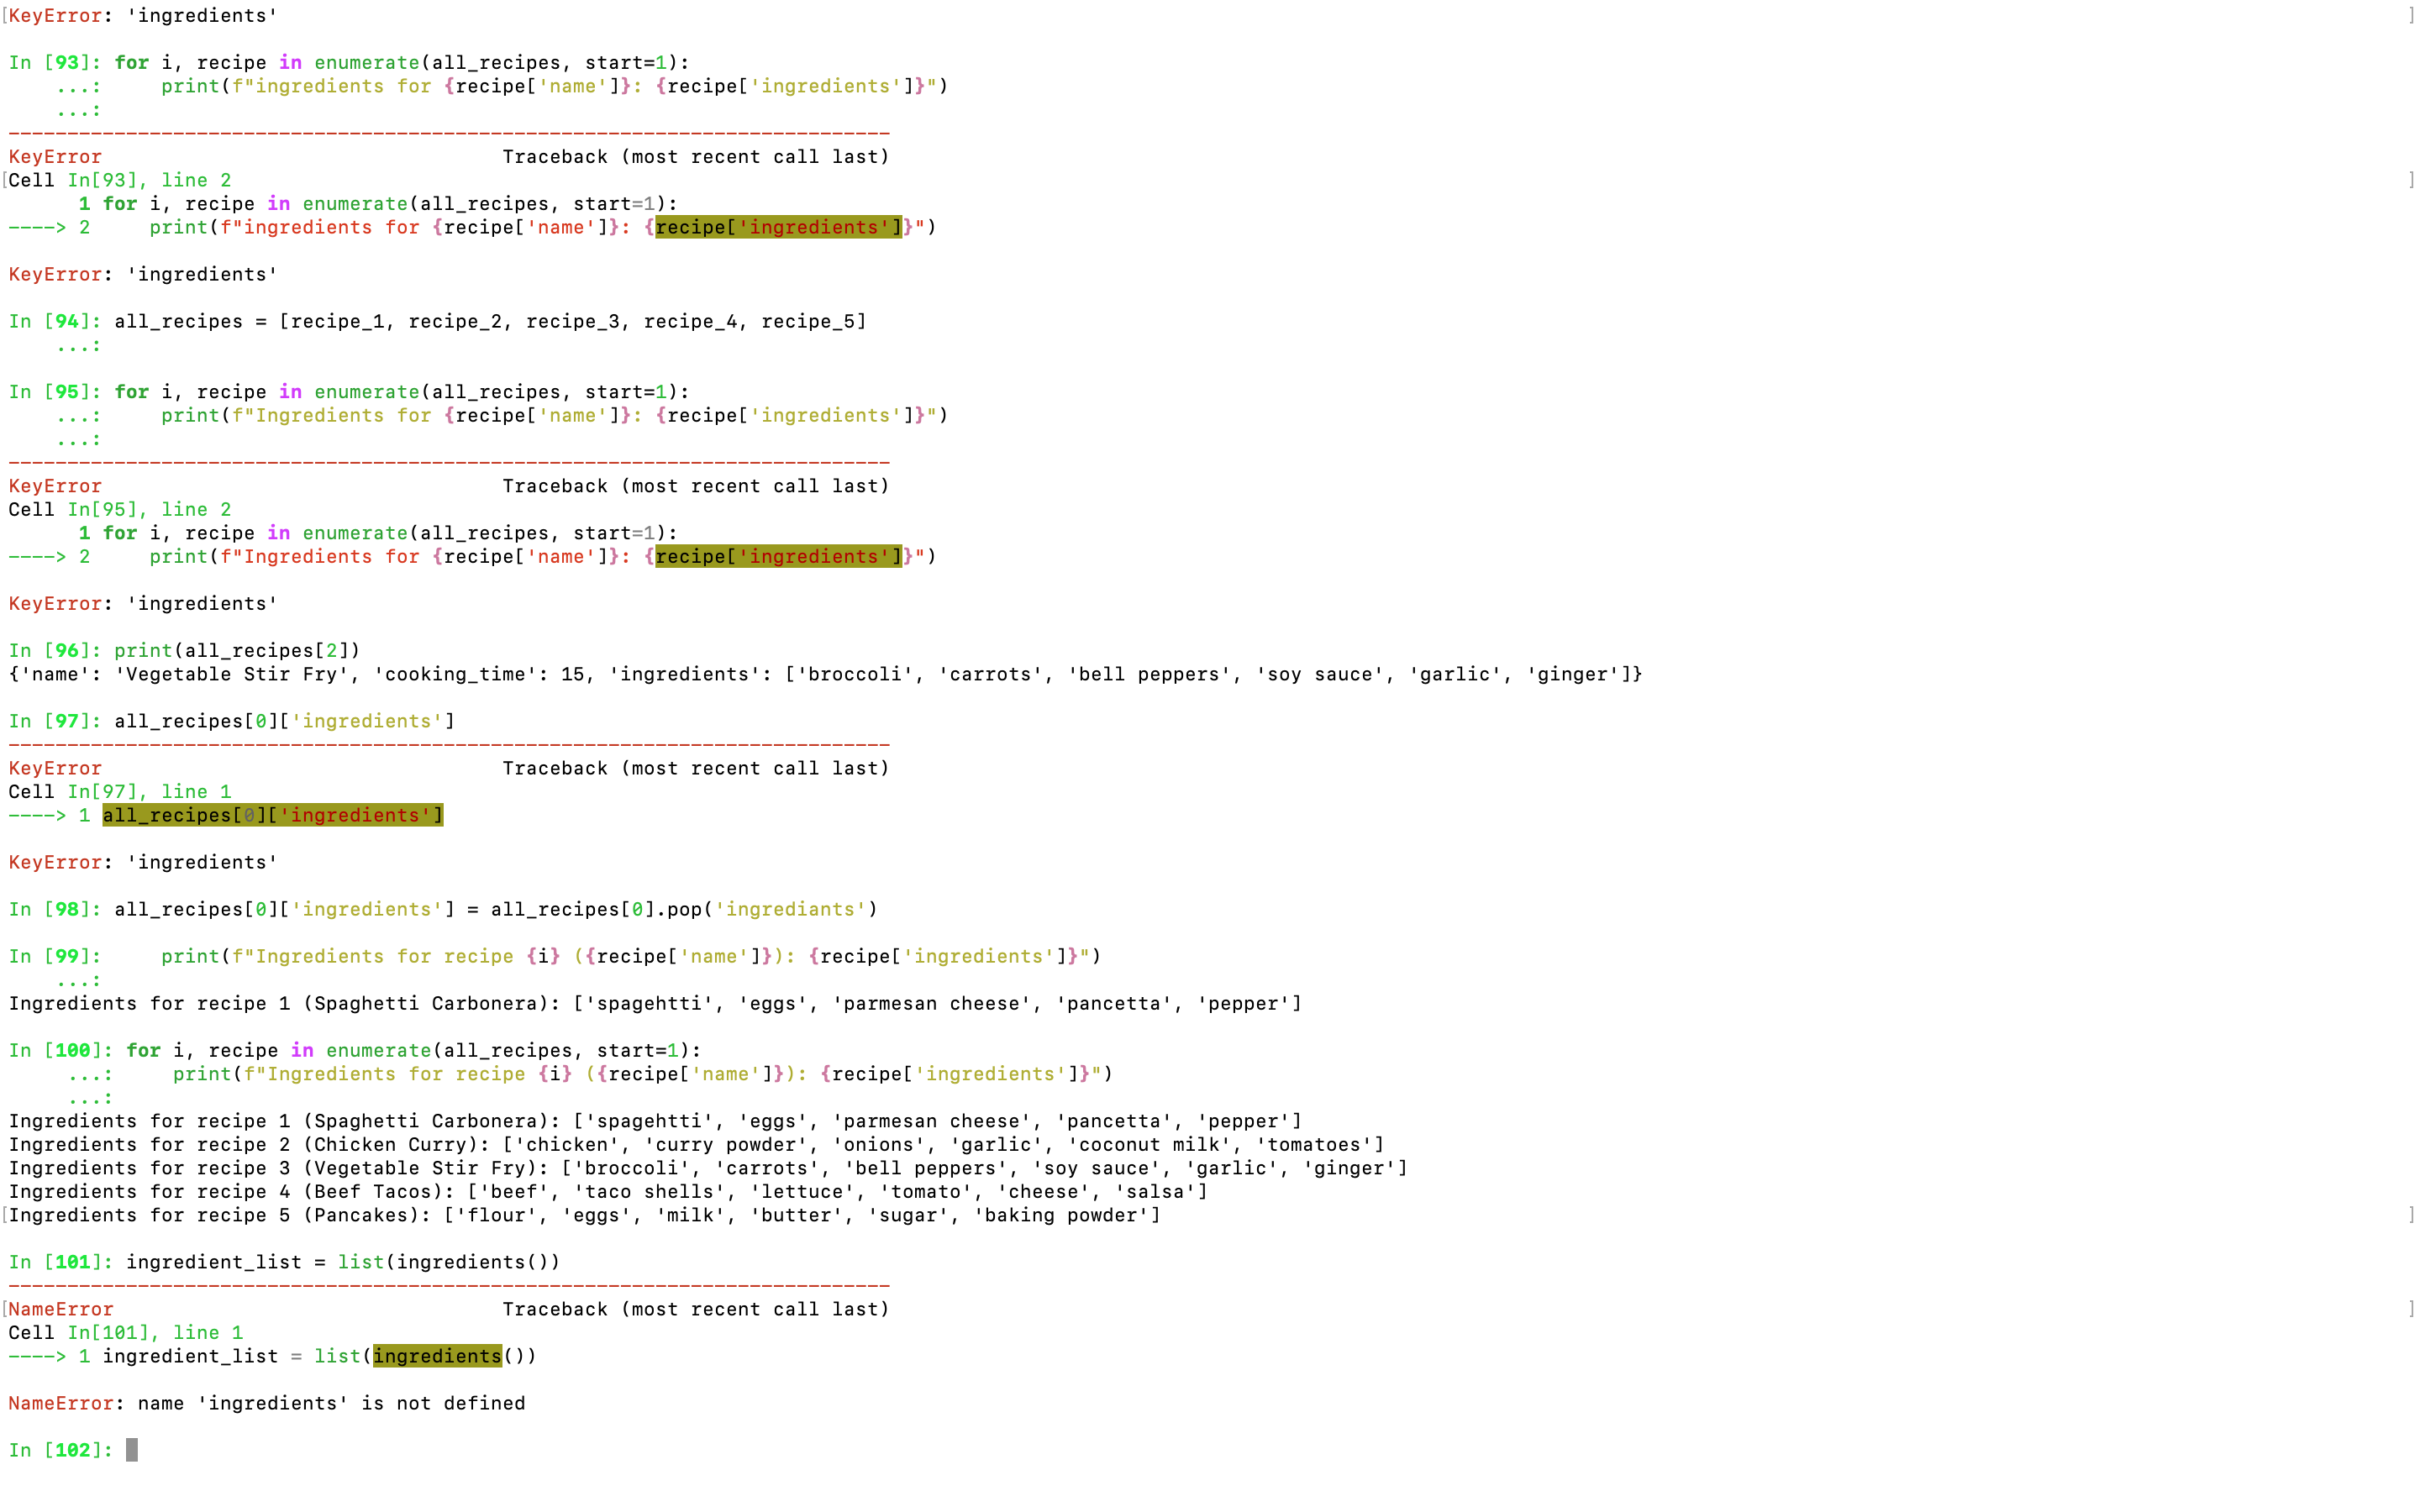 [KeyError: 'ingredients' ]
In [93]: for i, recipe in enumerate(all_recipes, start=1):
    ...:     print(f"ingredients for {recipe['name']}: {recipe['ingredients']}")
    ...:
---------------------------------------------------------------------------
KeyError                                  Traceback (most recent call last)
[Cell In[93], line 2 ]
      1 for i, recipe in enumerate(all_recipes, start=1):
----> 2     print(f"ingredients for {recipe['name']}: {recipe['ingredients']}")
KeyError: 'ingredients'
In [94]: all_recipes = [recipe_1, recipe_2, recipe_3, recipe_4, recipe_5]
    ...:
In [95]: for i, recipe in enumerate(all_recipes, start=1):
    ...:     print(f"Ingredients for {recipe['name']}: {recipe['ingredients']}")
    ...:
---------------------------------------------------------------------------
KeyError                                  Traceback (most recent call last)
Cell In[95], line 2
      1 for i, recipe in enumerate(all_recipes, start=1):
----> 2     print(f"Ingredients for {recipe['name']}: {recipe['ingredients']}")
KeyError: 'ingredients'
In [96]: print(all_recipes[2])
{'name': 'Vegetable Stir Fry', 'cooking_time': 15, 'ingredients': ['broccoli', 'carrots', 'bell peppers', 'soy sauce', 'garlic', 'ginger']}
In [97]: all_recipes[0]['ingredients']
---------------------------------------------------------------------------
KeyError                                  Traceback (most recent call last)
Cell In[97], line 1
----> 1 all_recipes[0]['ingredients']
KeyError: 'ingredients'
In [98]: all_recipes[0]['ingredients'] = all_recipes[0].pop('ingrediants')
In [99]:     print(f"Ingredients for recipe {i} ({recipe['name']}): {recipe['ingredients']}")
    ...:
Ingredients for recipe 1 (Spaghetti Carbonera): ['spagehtti', 'eggs', 'parmesan cheese', 'pancetta', 'pepper']
In [100]: for i, recipe in enumerate(all_recipes, start=1):
     ...:     print(f"Ingredients for recipe {i} ({recipe['name']}): {recipe['ingredients']}")
     ...:
Ingredients for recipe 1 (Spaghetti Carbonera): ['spagehtti', 'eggs', 'parmesan cheese', 'pancetta', 'pepper']
Ingredients for recipe 2 (Chicken Curry): ['chicken', 'curry powder', 'onions', 'garlic', 'coconut milk', 'tomatoes']
Ingredients for recipe 3 (Vegetable Stir Fry): ['broccoli', 'carrots', 'bell peppers', 'soy sauce', 'garlic', 'ginger']
Ingredients for recipe 4 (Beef Tacos): ['beef', 'taco shells', 'lettuce', 'tomato', 'cheese', 'salsa']
[Ingredients for recipe 5 (Pancakes): ['flour', 'eggs', 'milk', 'butter', 'sugar', 'baking powder'] ]
In [101]: ingredient_list = list(ingredients())
---------------------------------------------------------------------------
[NameError                                 Traceback (most recent call last) ]
Cell In[101], line 1
----> 1 ingredient_list = list(ingredients())
NameError: name 'ingredients' is not defined
In [102]: